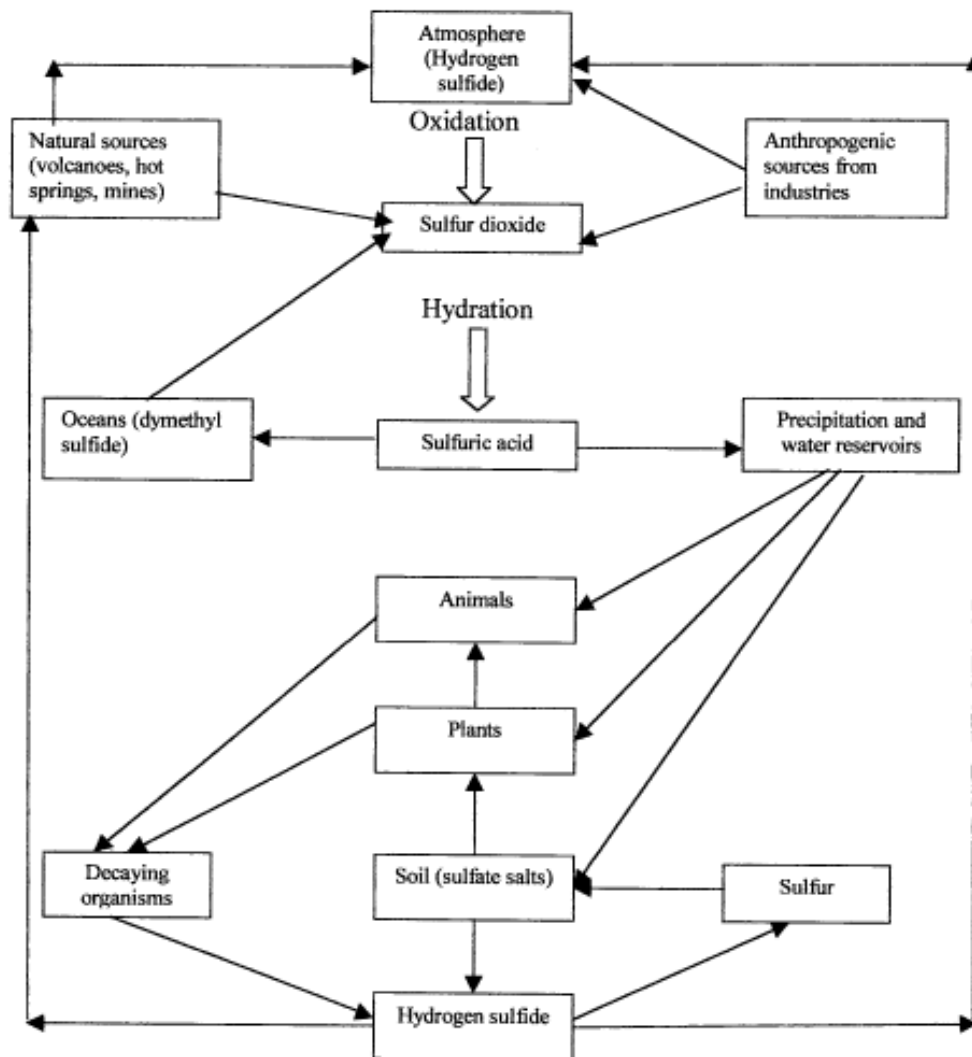 Atmosphere
(Hydrogen
sulfide)
Oxidation
Natural sources
(volcanoes, hot
springs, mines)
Anthropogenic
sources from
industries
Sulfur dioxide
Hydration
Oceans (dymethyl
sulfide)
Sulfuric acid
Precipitation and
water reservoirs
Animals
Plants
Decaying
organisms
Soil (sulfate salts)
Sulfur
Hydrogen sulfide